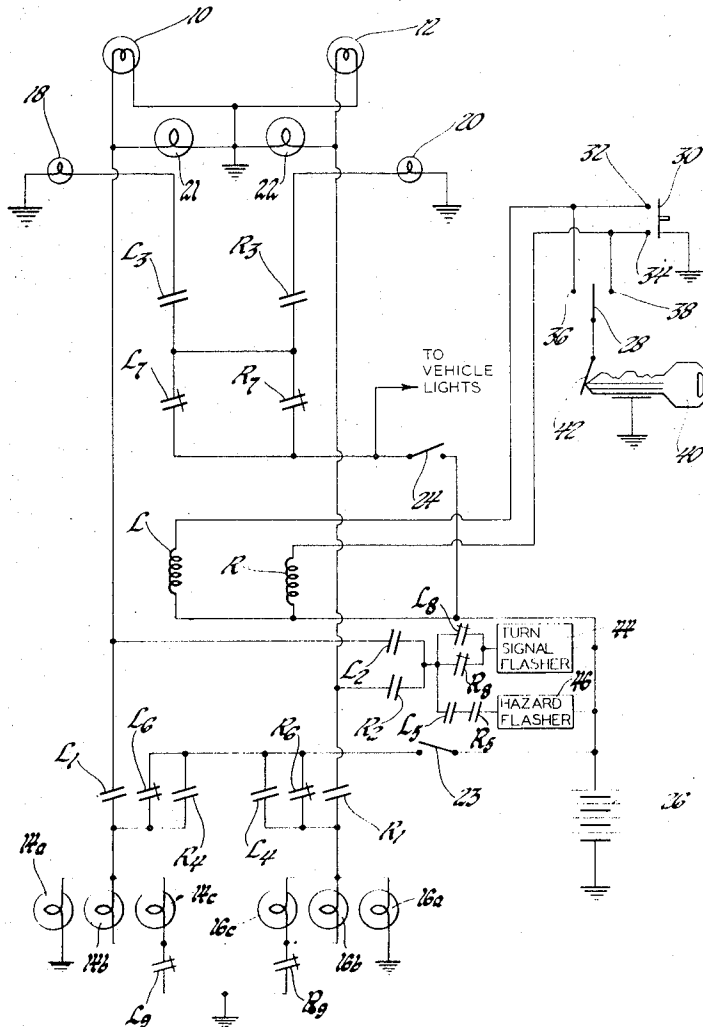 10
12
18
20
21
22
32
30
L3
R3
34
36
38
28
L7
R7
TO
VEHICLE
LIGHTS
42
40
24
L
R
L8
TURN
SIGNAL
FLASHER
44
L2
R8
46
HAZARD
FLASHER
R2
L5
R5
L6
R6
L1
23
26
R4
L4
R1
14a
14c
16a
14b
16c
16b
L9
R9